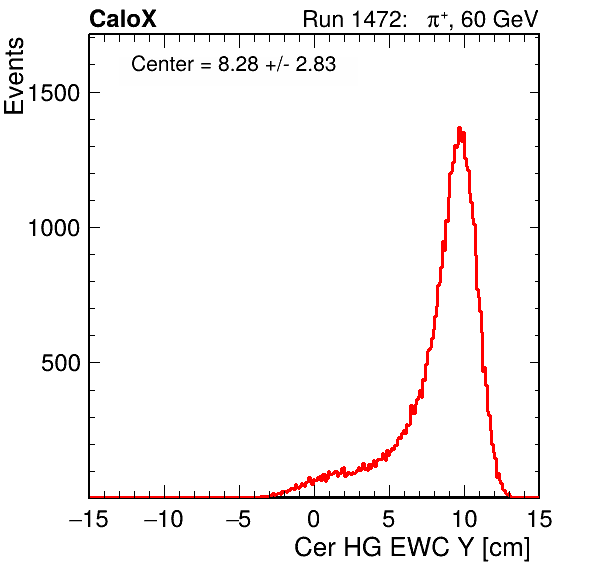 CaloX Run 1472: π⁺, 60 GeV
Center = 8.28 +/- 2.83
Events
1500
1000
500
−15 −10 −5 0 5 10 15
Cer HG EWC Y [cm]